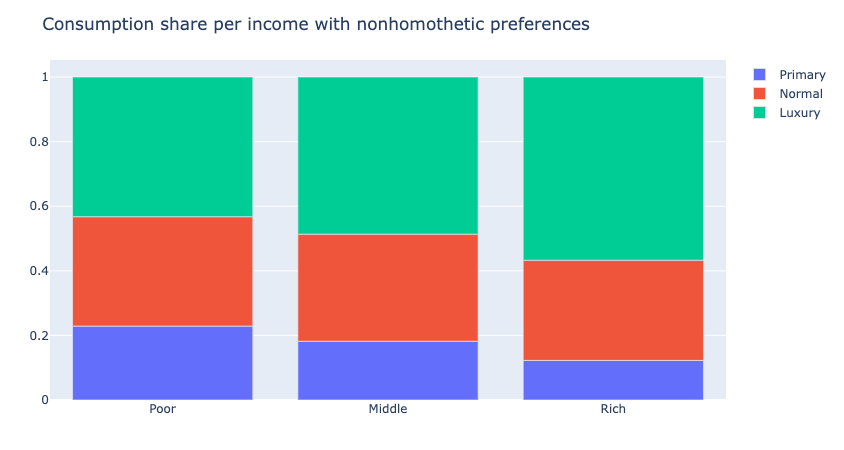 Consumption share per income with nonhomothetic preferences
1
0.8
0.6
0.4
0.2
0
Poor
Middle
Rich
Primary
Normal
Luxury